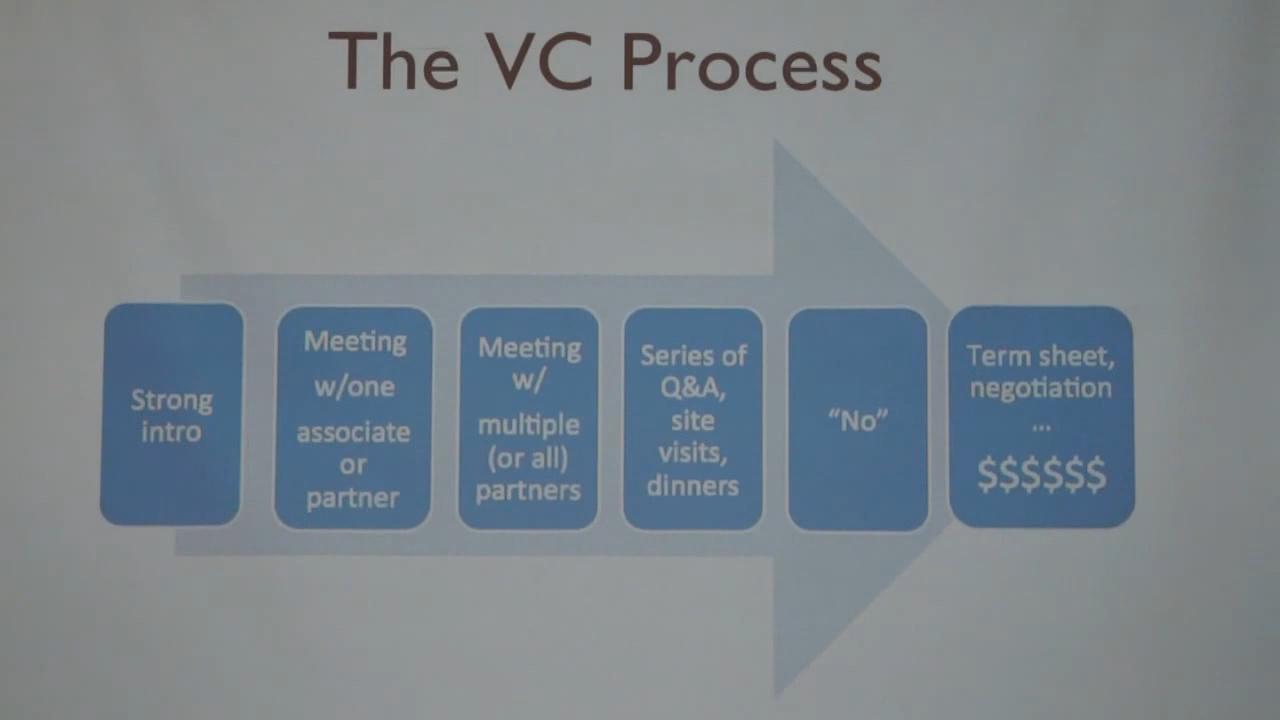 The VC Process
Strong
intro
Meeting
w/one
associate
or
partner
Meeting
w/
multiple
(or all)
partners
Series of
Q&A,
site
visits,
dinners
“No”
Term sheet,
negotiation
...
$$$$$$